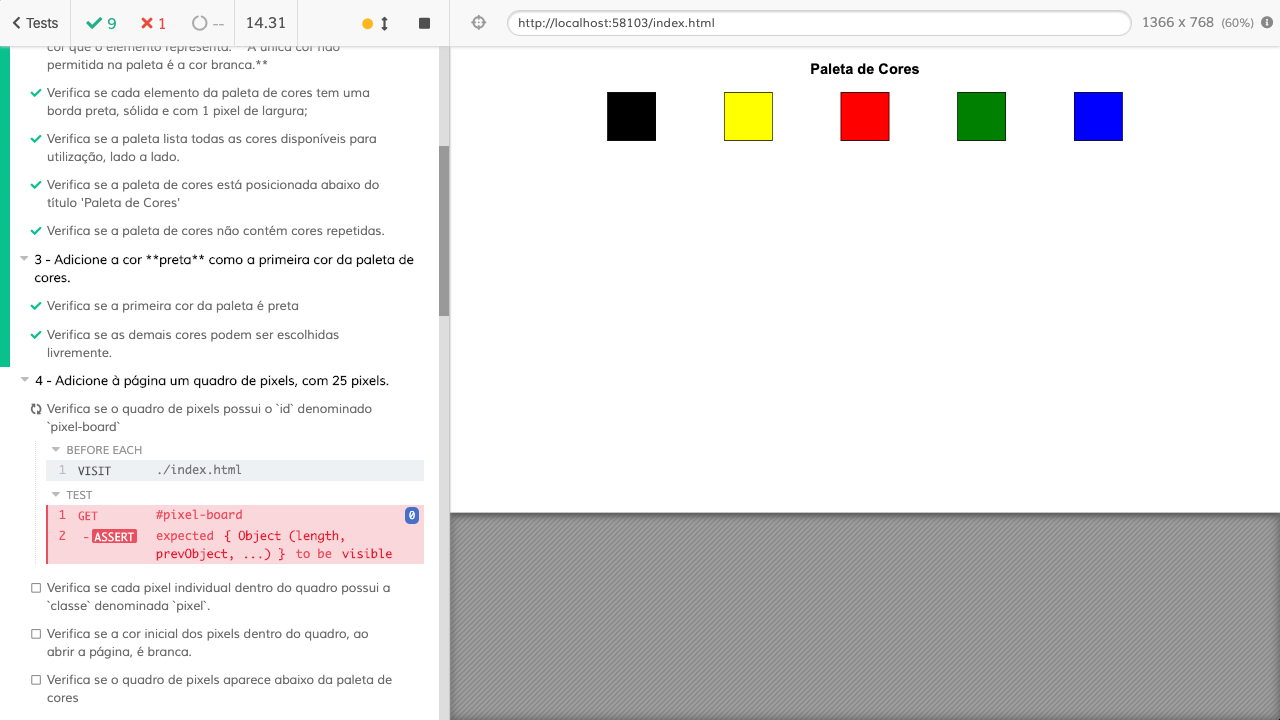 Tests 9 1 -- 14.31
http://localhost:58103/index.html 1366 x 768 (60%)
cor que o elemento representa. **A única cor não
permitida na paleta é a cor branca.**
Verifica se cada elemento da paleta de cores tem uma
borda preta, sólida e com 1 pixel de largura;
Verifica se a paleta lista todas as cores disponíveis para
utilização, lado a lado.
Verifica se a paleta de cores está posicionada abaixo do
título 'Paleta de Cores'
Verifica se a paleta de cores não contém cores repetidas.
3 - Adicione a cor **preta** como a primeira cor da paleta de
cores.
Verifica se a primeira cor da paleta é preta
Verifica se as demais cores podem ser escolhidas
livremente.
4 - Adicione à página um quadro de pixels, com 25 pixels.
Verifica se o quadro de pixels possui o `id` denominado
`pixel-board`
BEFORE EACH
1 VISIT ./index.html
TEST
1 GET #pixel-board 0
2 -ASSERT expected { Object (length,
prevObject, ...) } to be visible
Verifica se cada pixel individual dentro do quadro possui a
`classe` denominada `pixel`.
Verifica se a cor inicial dos pixels dentro do quadro, ao
abrir a página, é branca.
Verifica se o quadro de pixels aparece abaixo da paleta de
cores
Paleta de Cores